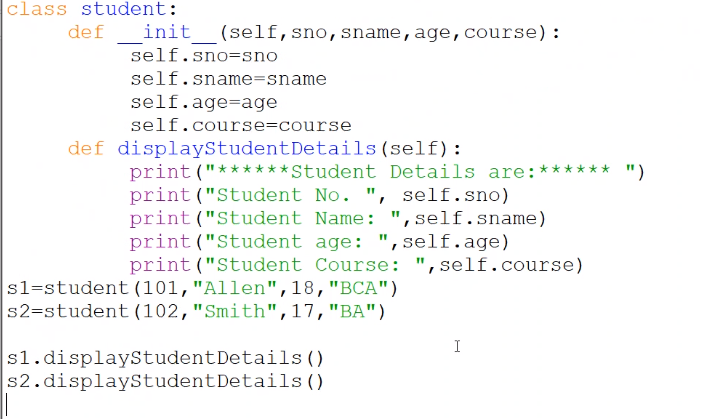 class student:
def __init__(self,sno,sname,age,course):
self.sno=sno
self.sname=sname
self.age=age
self.course=course
def displayStudentDetails(self):
print("******Student Details are:****** ")
print("Student No. ", self.sno)
print("Student Name: ",self.sname)
print("Student age: ",self.age)
print("Student Course: ",self.course)
s1=student(101,"Allen",18,"BCA")
s2=student(102,"Smith",17,"BA")
s1.displayStudentDetails()
s2.displayStudentDetails()